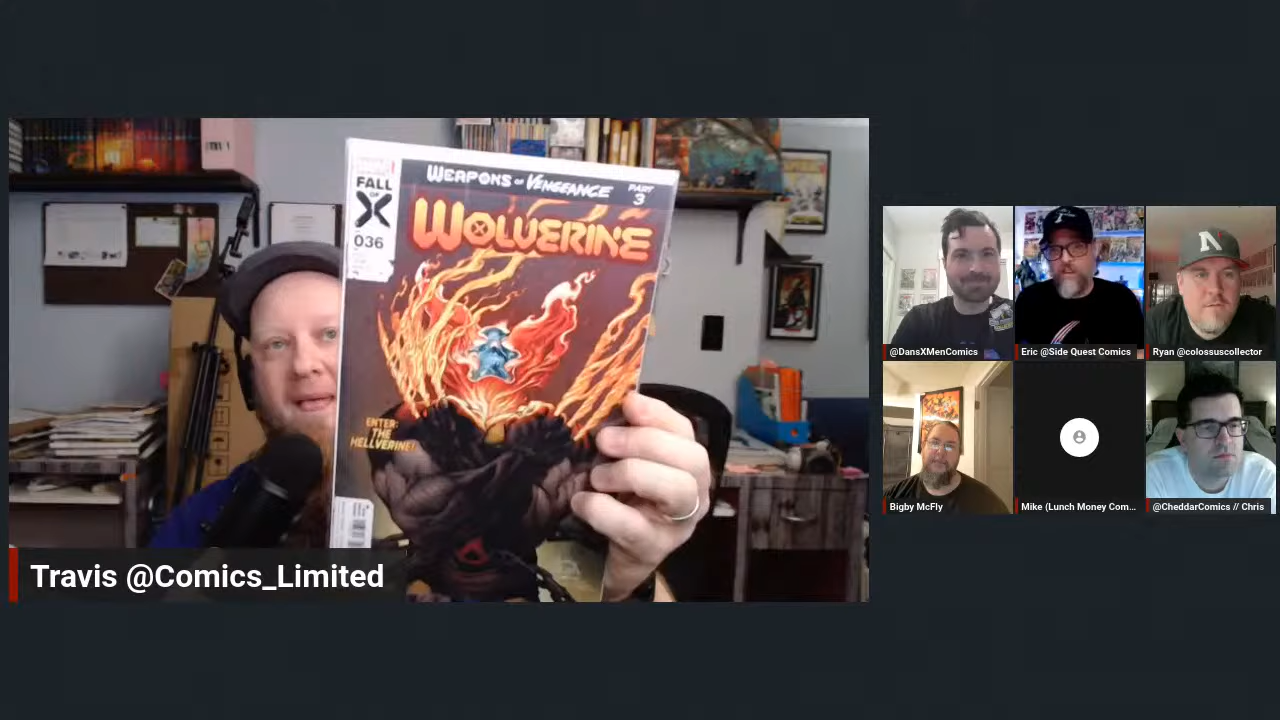 WEAPONS OF VENGEANCE PART 3
FALL OF X
WOLVERINE
036
ENTER:
THE
HELLVERINE!
Travis @Comics_Limited
@DansXMenComics
Eric @Side Quest Comics
Ryan @colossuscollector
Bigby McFly
Mike (Lunch Money Com...
@CheddarComics // Chris